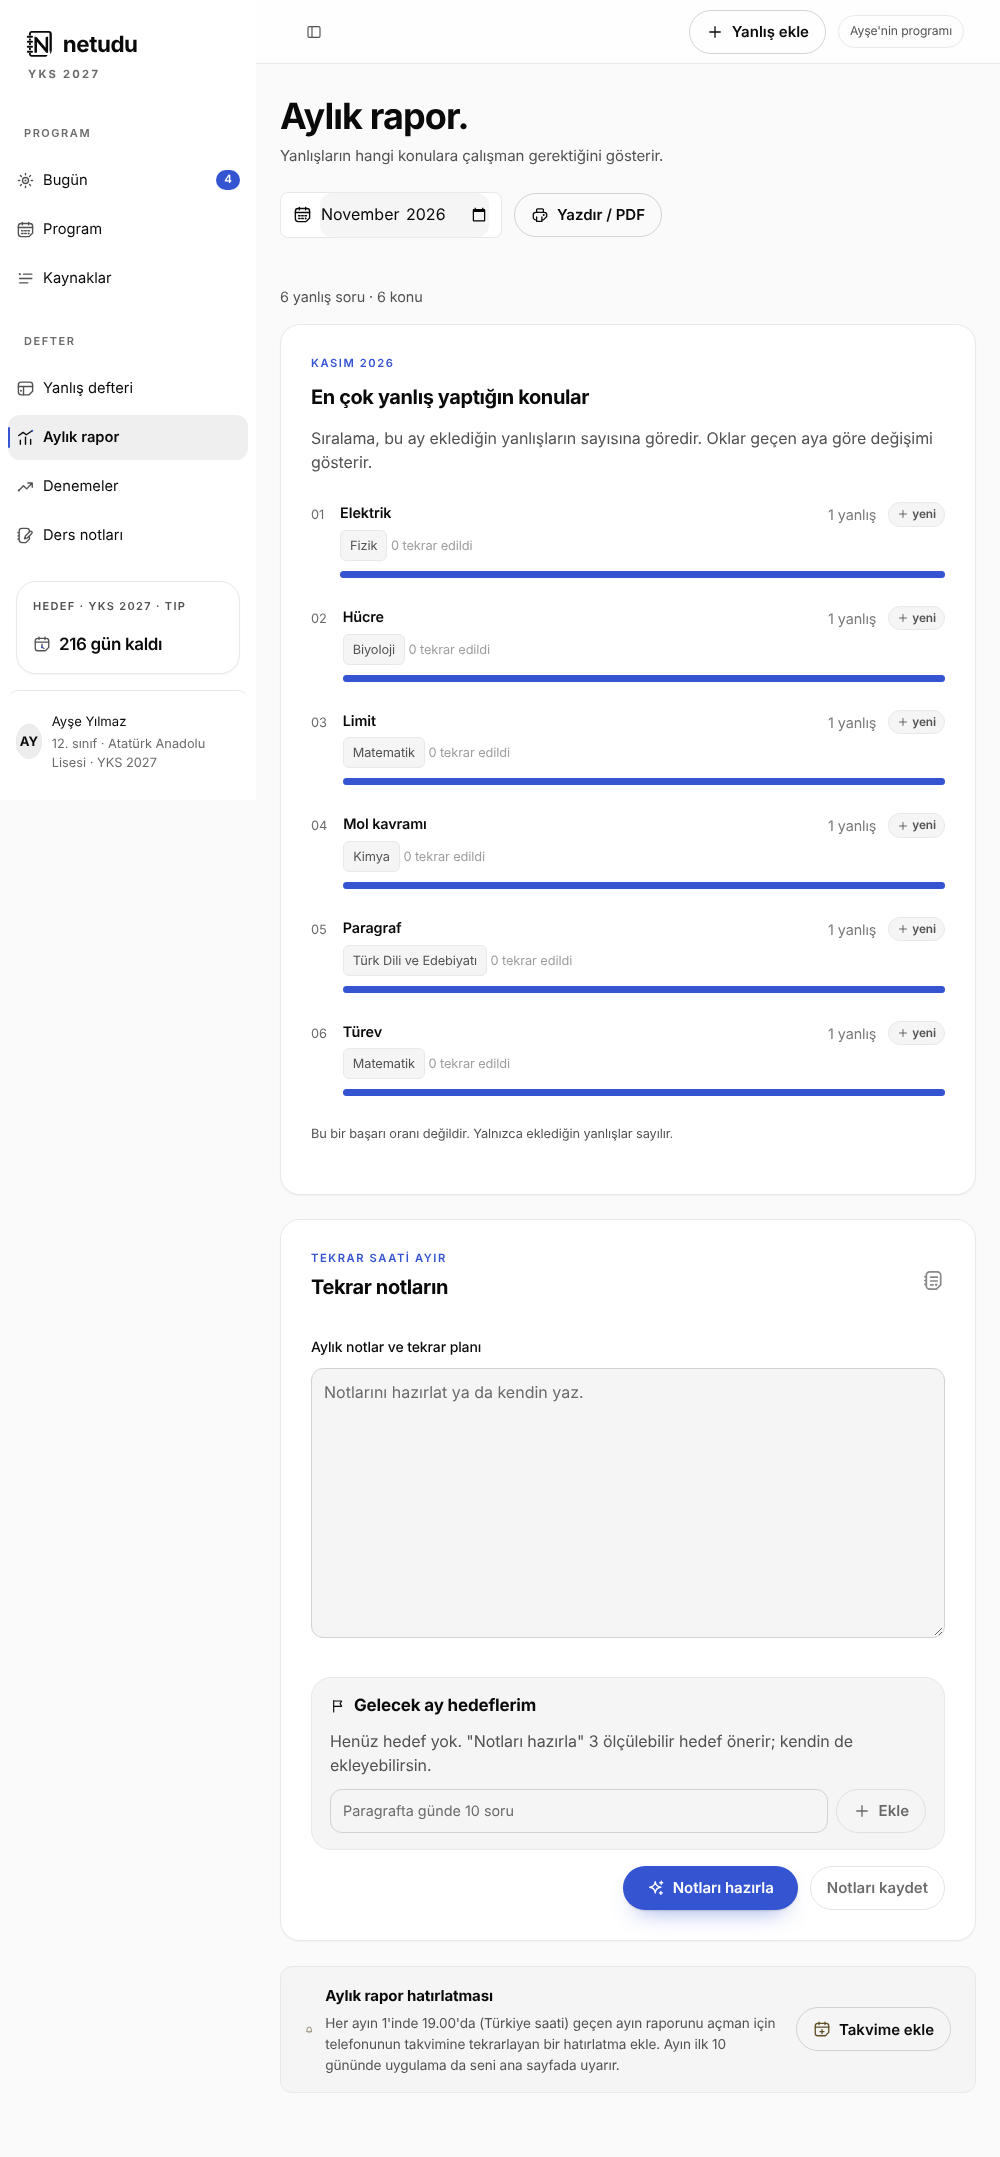 netudu
YKS 2027
PROGRAM
Bugün
4
Program
Kaynaklar
DEFTER
Yanlış defteri
Aylık rapor
Denemeler
Ders notları
HEDEF · YKS 2027 · TIP
216 gün kaldı
AY
Ayşe Yılmaz
12. sınıf · Atatürk Anadolu
Lisesi · YKS 2027
Yanlış ekle
Ayşe'nin programı
Aylık rapor.
Yanlışların hangi konulara çalışman gerektiğini gösterir.
November 2026
Yazdır / PDF
6 yanlış soru · 6 konu
KASIM 2026
En çok yanlış yaptığın konular
Sıralama, bu ay eklediğin yanlışların sayısına göredir. Oklar geçen aya göre değişimi
gösterir.
01 Elektrik 1 yanlış + yeni
Fizik 0 tekrar edildi
02 Hücre 1 yanlış + yeni
Biyoloji 0 tekrar edildi
03 Limit 1 yanlış + yeni
Matematik 0 tekrar edildi
04 Mol kavramı 1 yanlış + yeni
Kimya 0 tekrar edildi
05 Paragraf 1 yanlış + yeni
Türk Dili ve Edebiyatı 0 tekrar edildi
06 Türev 1 yanlış + yeni
Matematik 0 tekrar edildi
Bu bir başarı oranı değildir. Yalnızca eklediğin yanlışlar sayılır.
TEKRAR SAATİ AYIR
Tekrar notların
Aylık notlar ve tekrar planı
Notlarını hazırlat ya da kendin yaz.
Gelecek ay hedeflerim
Henüz hedef yok. "Notları hazırla" 3 ölçülebilir hedef önerir; kendin de
ekleyebilirsin.
Paragrafta günde 10 soru
+ Ekle
Notları hazırla
Notları kaydet
Aylık rapor hatırlatması
Her ayın 1'inde 19.00'da (Türkiye saati) geçen ayın raporunu açman için
telefonunun takvimine tekrarlayan bir hatırlatma ekle. Ayın ilk 10
gününde uygulama da seni ana sayfada uyarır.
Takvime ekle